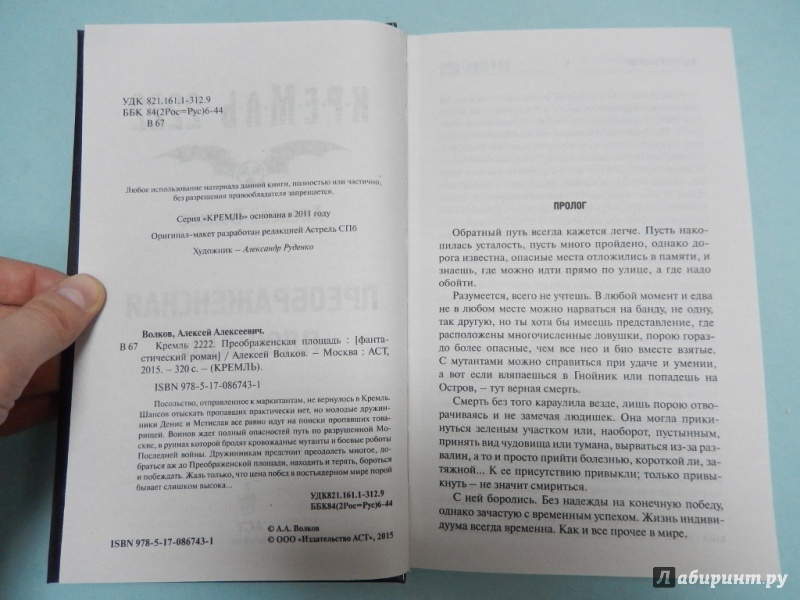 УДК 821.161.1-312.9
ББК 84(2Рос=Рус)6-44
В 67
Любое использование материала данной книги, полностью или частично,
без разрешения правообладателя запрещается.
Серия «КРЕМЛЬ» основана в 2011 году
Оригинал-макет разработан редакцией Астрель СПб
Художник – Александр Руденко
Волков, Алексей Алексеевич.
В 67 Кремль 2222. Преображенская площадь : [фанта-
стический роман] / Алексей Волков. – Москва : АСТ,
2015. – 320 с. – (КРЕМЛЬ).
ISBN 978-5-17-086743-1
Посольство, отправленное к маркитантам, не вернулось в Кремль.
Шансов отыскать пропавших практически нет, но молодые дружин-
ники Денис и Мстислав все равно идут на поиски пропавших това-
рищей. Воинов ждет полный опасностей путь по разрушенной Мос-
кве, в руинах которой бродят кровожадные мутанты и боевые роботы
Последней войны. Дружинникам предстоит преодолеть многое, до-
браться аж до Преображенской площади, находить и терять, бороться
и побеждать. Жаль только, что цена побед в постъядерном мире порой
бывает слишком высока...
УДК821.161.1-312.9
ББК84(2Рос=Рус)6-44
© А.А. Волков
ISBN 978-5-17-086743-1
© ООО «Издательство АСТ», 2015
ПРОЛОГ
Обратный путь всегда кажется легче. Пусть нако-
пилась усталость, пусть много пройдено, однако до-
рога известна, опасные места отложились в памяти, и
знаешь, где можно идти прямо по улице, а где надо
обойти.
Разумеется, всего не учтешь. В любой момент и едва
не в любом месте можно нарваться на банду, не одну,
так другую, но ты хотя бы имеешь представление, где
расположены многочисленные ловушки, порою гораз-
до более опасные, чем все нео и био вместе взятые.
С мутантами можно справиться при удаче и умении,
а вот если вляпаешься в Гнойник или попадешь на
Остров, – тут верная смерть.
Смерть без того караулила везде, лишь порою отво-
рачиваясь и не замечая людишек. Она могла прики-
нуться зеленым участком или, наоборот, пустынным,
принять вид чудовища или тумана, вырваться из-за раз-
валин, а то и просто прийти болезнью, короткой ли, за-
тяжной... К ее присутствию привыкли; только привы-
кнуть – не значит смириться.
С ней боролись. Без надежды на конечную победу,
однако зачастую с временным успехом. Жизнь индиви-
дуума всегда временна. Как и все прочее в мире.
Лабиринт.ру